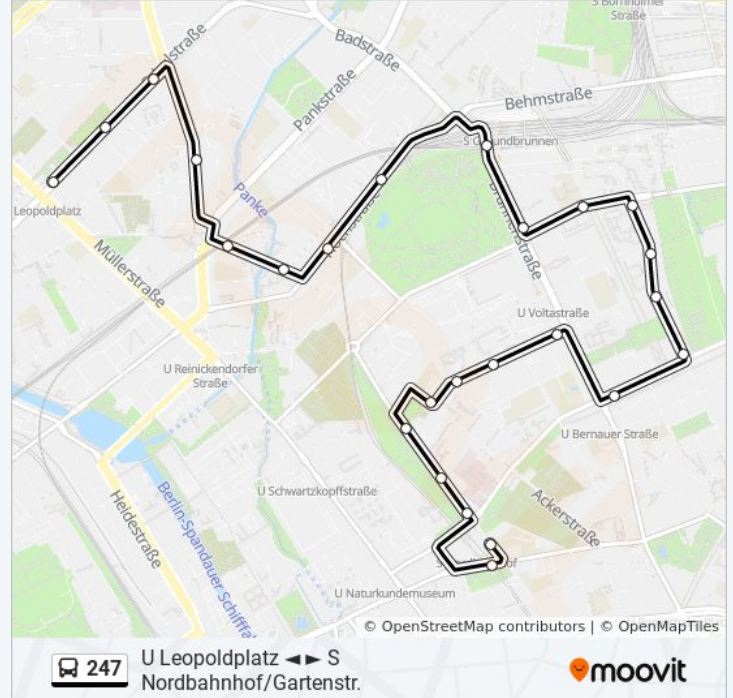 S Bornholmer
Straße
Badstraße
Pankstraße
Behmstraße
S Gesundbrunnen
Panke
Leopoldplatz
Müllerstraße
Brunnenstraße
U Voltastraße
U Reinickendorfer
Straße
U Bernauer Straße
U Schwartzkopffstraße
Ackerstraße
Heidestraße
Berlin-Spandauer Schifffa
U Naturkundemuseum
© OpenStreetMap contributors | © OpenMapTiles
247
U Leopoldplatz ◄► S
Nordbahnhof/Gartenstr.
moovit